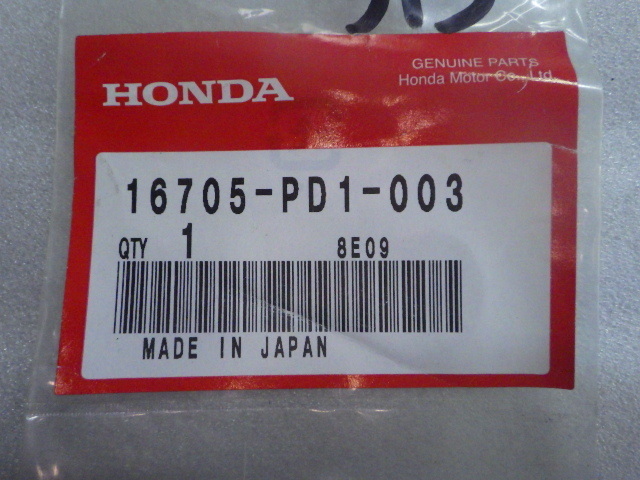 GENUINE PARTS
HONDA Honda Motor Co., Ltd.
16705-PD1-003
QTY 1 8E09
MADE IN JAPAN